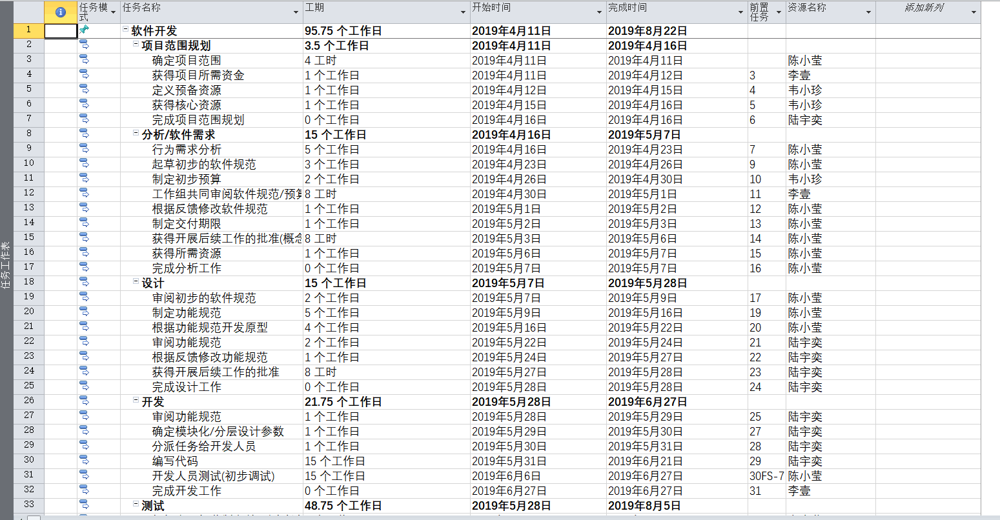 任务模式 任务名称 工期 开始时间 完成时间 前置任务 资源名称 添加新列
1 软件开发 95.75 个工作日 2019年4月11日 2019年8月22日
2 项目范围规划 3.5 个工作日 2019年4月11日 2019年4月16日
3 确定项目范围 4 工时 2019年4月11日 2019年4月11日 陈小莹
4 获得项目所需资金 1 个工作日 2019年4月11日 2019年4月12日 3 李壹
5 定义预备资源 1 个工作日 2019年4月12日 2019年4月15日 4 韦小珍
6 获得核心资源 1 个工作日 2019年4月15日 2019年4月16日 5 韦小珍
7 完成项目范围规划 0 个工作日 2019年4月16日 2019年4月16日 6 陆宇奕
8 分析/软件需求 15 个工作日 2019年4月16日 2019年5月7日
9 行为需求分析 5 个工作日 2019年4月16日 2019年4月23日 7 陈小莹
10 起草初步的软件规范 3 个工作日 2019年4月23日 2019年4月26日 9 陈小莹
11 制定初步预算 2 个工作日 2019年4月26日 2019年4月30日 10 韦小珍
12 工作组共同审阅软件规范/预算 8 工时 2019年4月30日 2019年5月1日 11 李壹
13 根据反馈修改软件规范 1 个工作日 2019年5月1日 2019年5月2日 12 陈小莹
14 制定交付期限 1 个工作日 2019年5月2日 2019年5月3日 13 陈小莹
15 获得开展后续工作的批准(概念 8 工时 2019年5月3日 2019年5月6日 14 陈小莹
16 获得所需资源 1 个工作日 2019年5月6日 2019年5月7日 15 陈小莹
17 完成分析工作 0 个工作日 2019年5月7日 2019年5月7日 16 陈小莹
18 设计 15 个工作日 2019年5月7日 2019年5月28日
19 审阅初步的软件规范 2 个工作日 2019年5月7日 2019年5月9日 17 陈小莹
20 制定功能规范 5 个工作日 2019年5月9日 2019年5月16日 19 陈小莹
21 根据功能规范开发原型 4 个工作日 2019年5月16日 2019年5月22日 20 陈小莹
22 审阅功能规范 2 个工作日 2019年5月22日 2019年5月24日 21 陆宇奕
23 根据反馈修改功能规范 1 个工作日 2019年5月24日 2019年5月27日 22 陆宇奕
24 获得开展后续工作的批准 8 工时 2019年5月27日 2019年5月28日 23 陆宇奕
25 完成设计工作 0 个工作日 2019年5月28日 2019年5月28日 24 陆宇奕
26 开发 21.75 个工作日 2019年5月28日 2019年6月27日
27 审阅功能规范 1 个工作日 2019年5月28日 2019年5月29日 25 陆宇奕
28 确定模块化/分层设计参数 1 个工作日 2019年5月29日 2019年5月30日 27 陆宇奕
29 分派任务给开发人员 1 个工作日 2019年5月30日 2019年5月31日 28 陆宇奕
30 编写代码 15 个工作日 2019年5月31日 2019年6月21日 29 陆宇奕
31 开发人员测试(初步调试) 15 个工作日 2019年6月6日 2019年6月27日 30FS-7 陈小莹
32 完成开发工作 0 个工作日 2019年6月27日 2019年6月27日 31 李壹
33 测试 48.75 个工作日 2019年5月28日 2019年8月5日
任务工作表